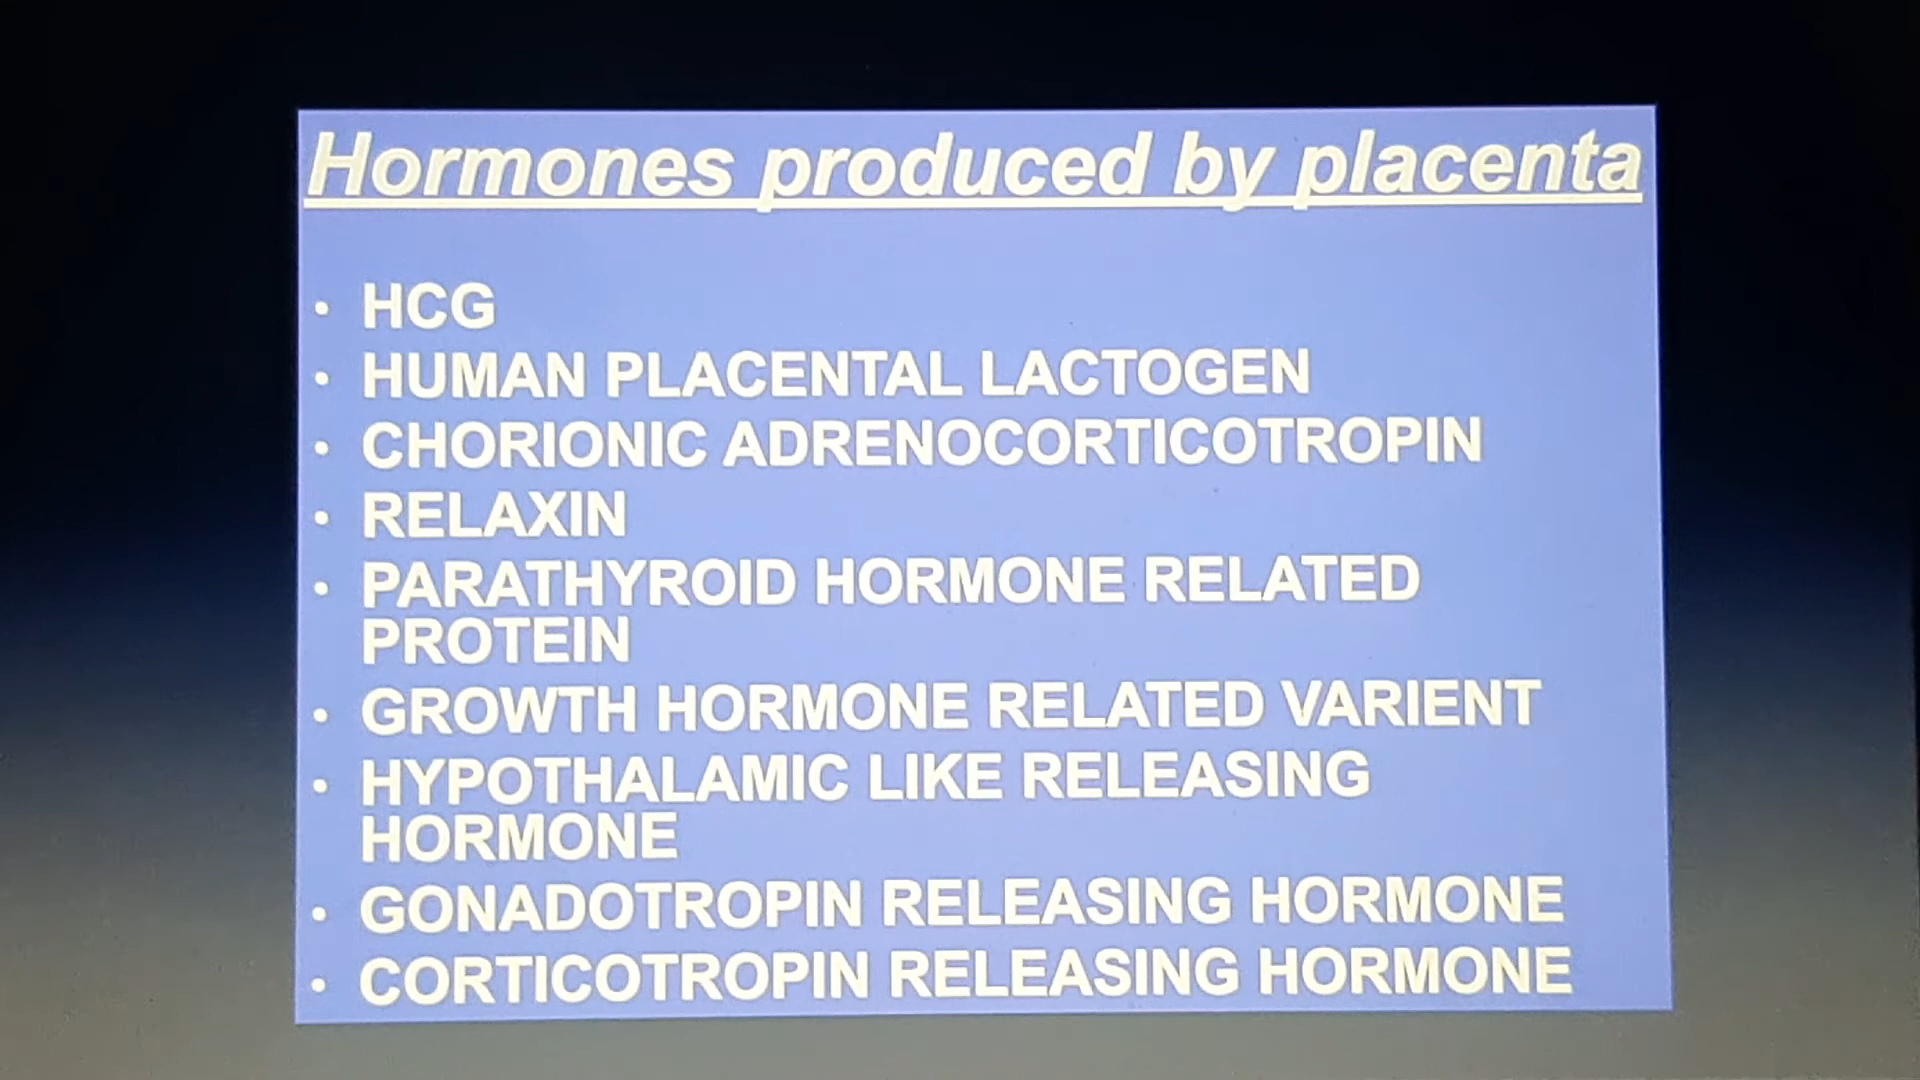 Hormones produced by placenta
• HCG
• HUMAN PLACENTAL LACTOGEN
• CHORIONIC ADRENOCORTICOTROPIN
• RELAXIN
• PARATHYROID HORMONE RELATED
PROTEIN
• GROWTH HORMONE RELATED VARIENT
• HYPOTHALAMIC LIKE RELEASING
HORMONE
• GONADOTROPIN RELEASING HORMONE
• CORTICOTROPIN RELEASING HORMONE